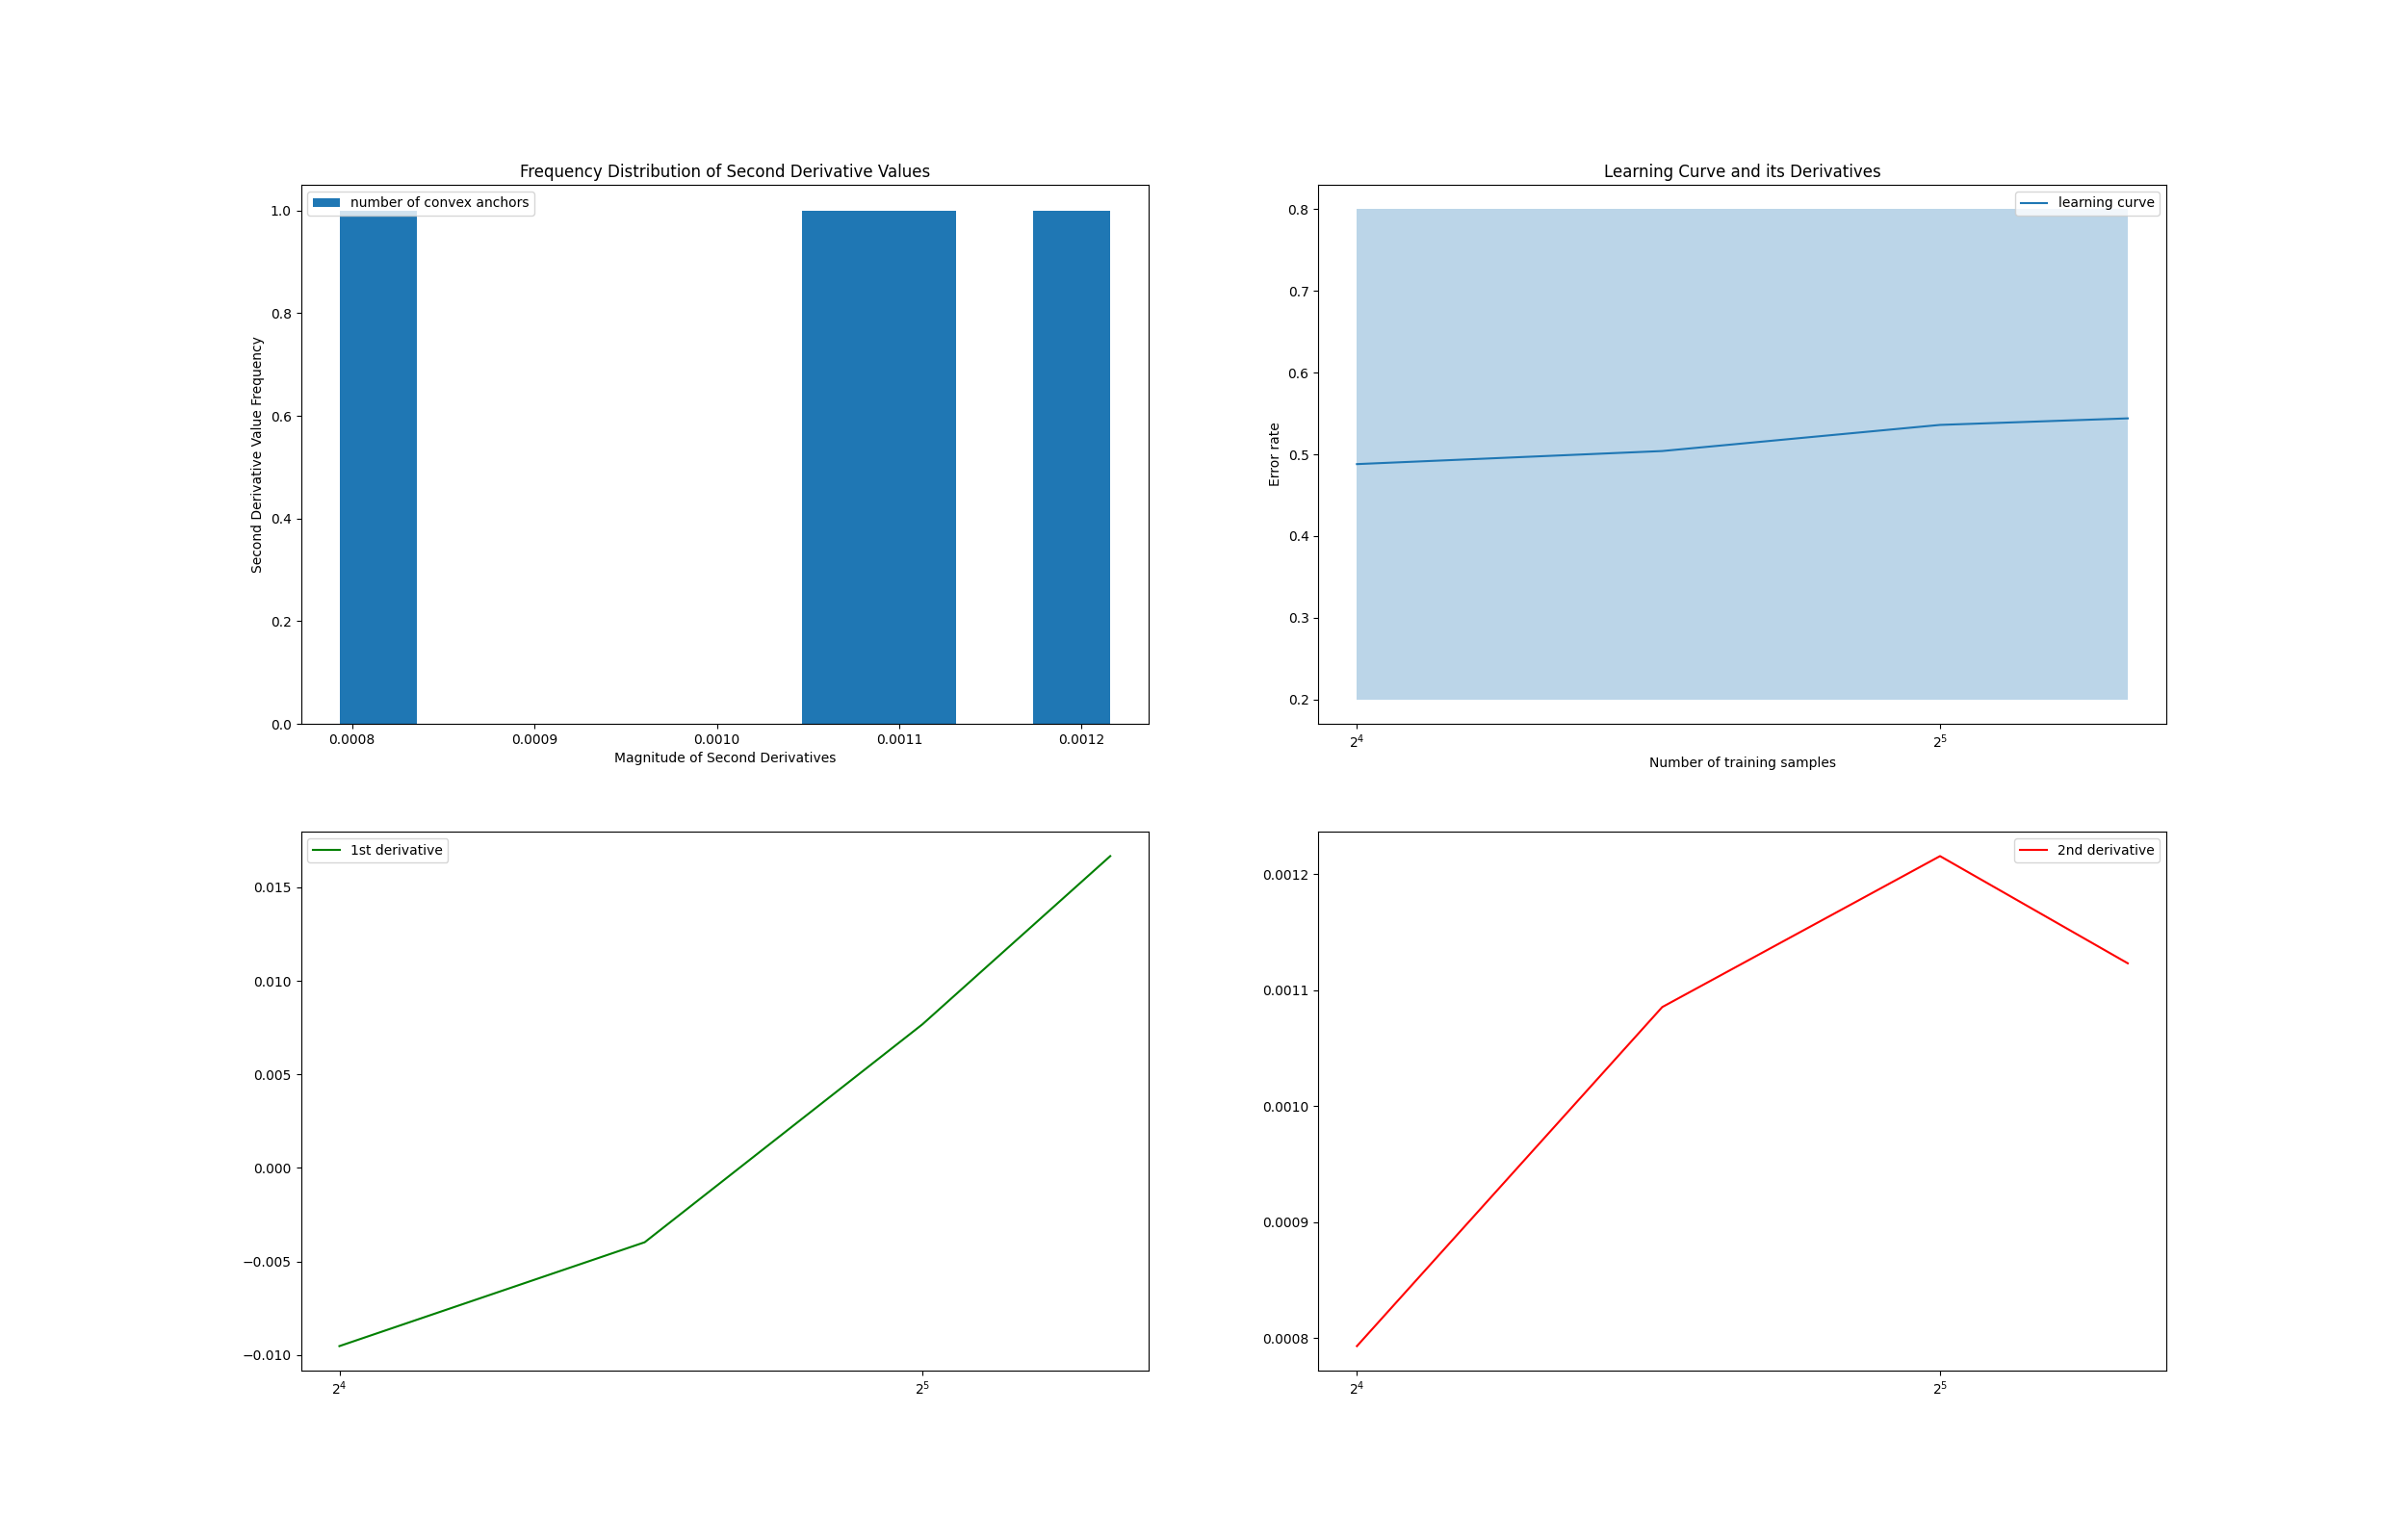 Frequency Distribution of Second Derivative Values
number of convex anchors
Second Derivative Value Frequency
1.0
0.8
0.6
0.4
0.2
0.0
0.0008 0.0009 0.0010 0.0011 0.0012
Magnitude of Second Derivatives
Learning Curve and its Derivatives
learning curve
Error rate
0.8
0.7
0.6
0.5
0.4
0.3
0.2
2⁴ 2⁵
Number of training samples
1st derivative
0.015
0.010
0.005
0.000
−0.005
−0.010
2⁴ 2⁵
2nd derivative
0.0012
0.0011
0.0010
0.0009
0.0008
2⁴ 2⁵